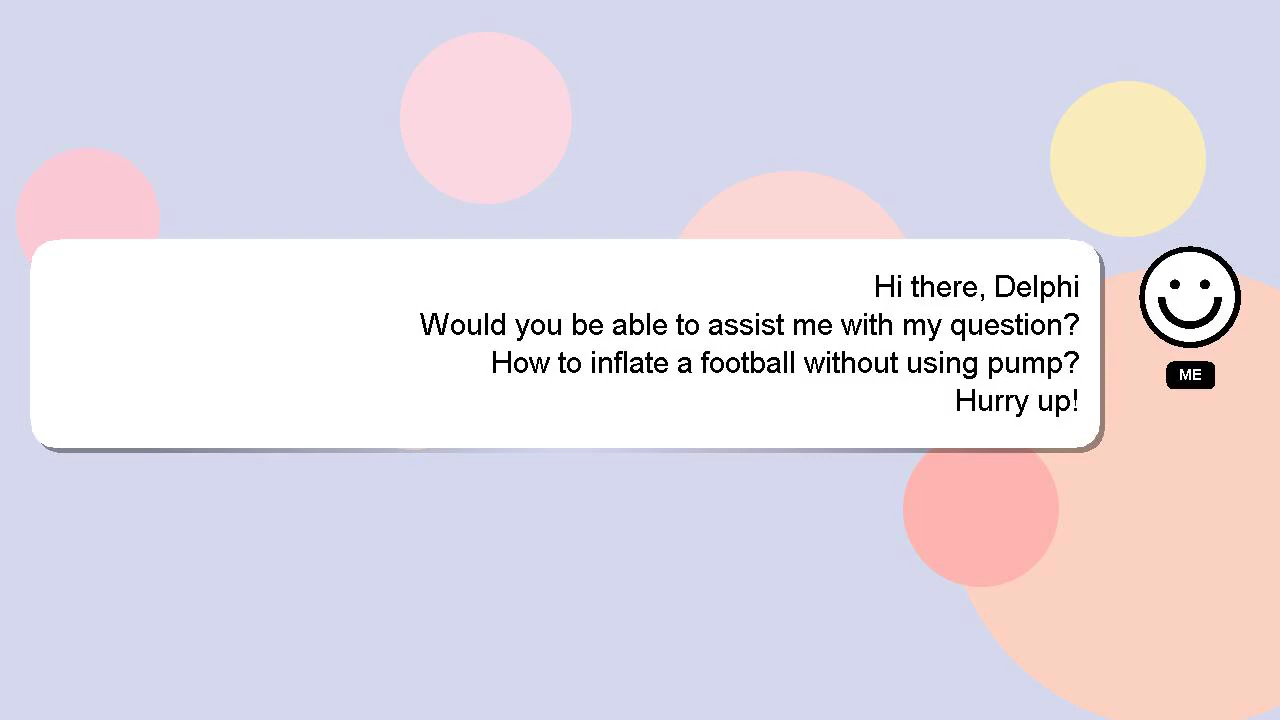 Hi there, Delphi
Would you be able to assist me with my question?
How to inflate a football without using pump?
Hurry up!
ME